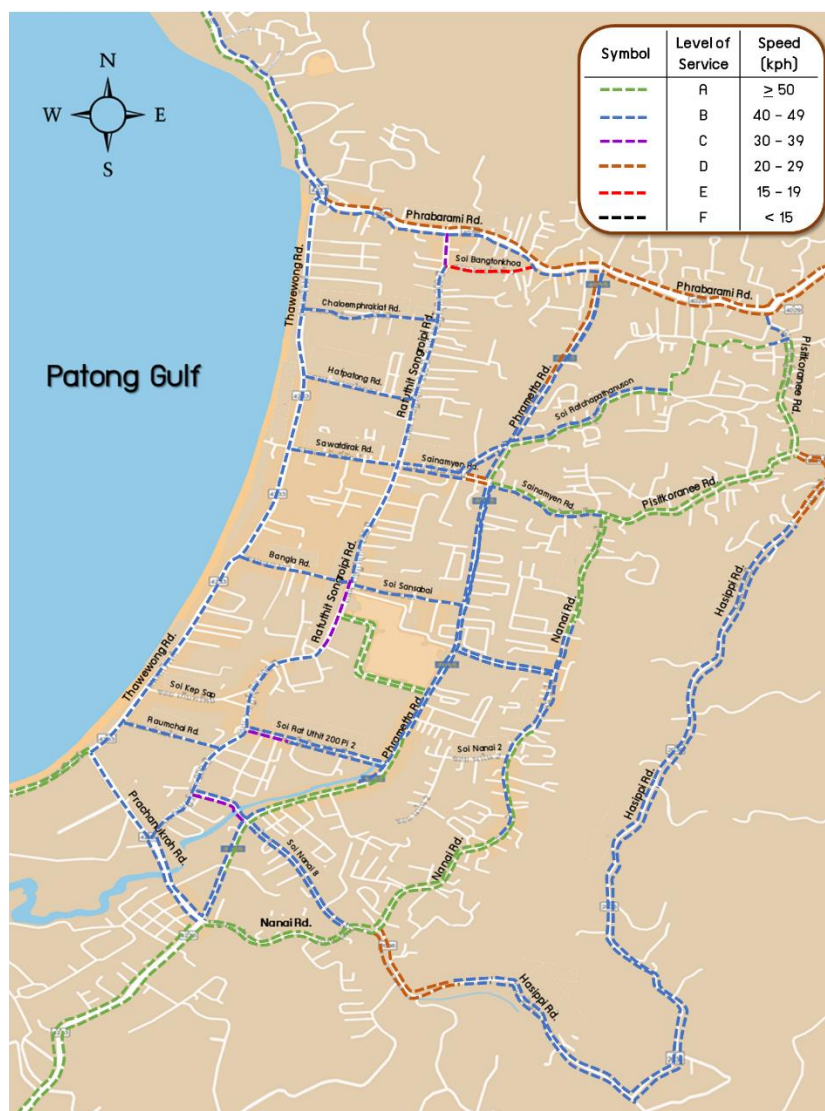 N
W E
S
Symbol Level of Service Speed (kph)
A ≥ 50
B 40 - 49
C 30 - 39
D 20 - 29
E 15 - 19
F < 15
Phrabarami Rd.
Soi Bangtonkhoa
Phrabarami Rd.
Thawewong Rd.
Chaloemphrakiat Rd.
Ratuthit Songroipi Rd.
Pisitkoranee Rd.
Patong Gulf
Hatpatong Rd.
Phrametta Rd.
Soi Ratchapathanuson
Sawatdirak Rd.
Sainamyen Rd.
Sainamyen Rd.
Pisitkoranee Rd.
Bangla Rd.
Ratuthit Songroipi Rd.
Soi Sansabai
Hasippi Rd.
Nanai Rd.
Thawewong Rd.
Soi Kep Sap
Raumchai Rd.
Soi Rat Uthit 200 Pi 2
Phrametta Rd.
Soi Nanai 2
Hasippi Rd.
Prachanukroh Rd.
Soi Nanai 8
Nanai Rd.
Nanai Rd.
Hasippi Rd.